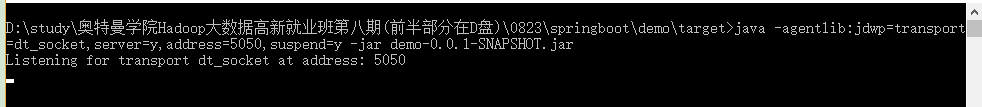 D:\study\奥特曼学院Hadoop大数据高新就业班第八期(前半部分在D盘)\0823\springboot\demo\target>java -agentlib:jdwp=transport
=dt_socket,server=y,address=5050,suspend=y -jar demo-0.0.1-SNAPSHOT.jar
Listening for transport dt_socket at address: 5050